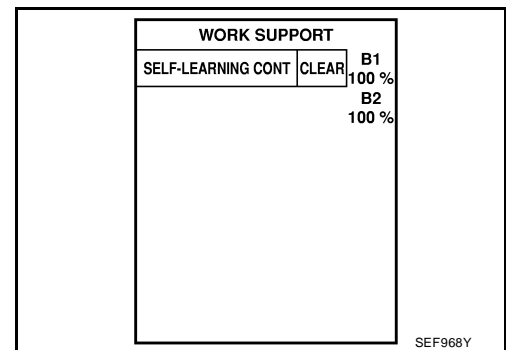 WORK SUPPORT
SELF-LEARNING CONT CLEAR B1
100 %
B2
100 %
SEF968Y